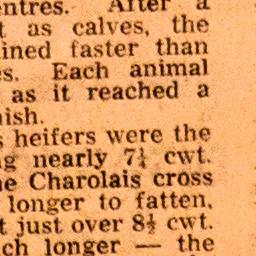 entres. After a
t as calves, the
ined faster than
s. Each animal
as it reached a
ish.
s heifers were the
g nearly 7¼ cwt.
e Charolais cross
longer to fatten,
t just over 8½ cwt.
ch longer — the